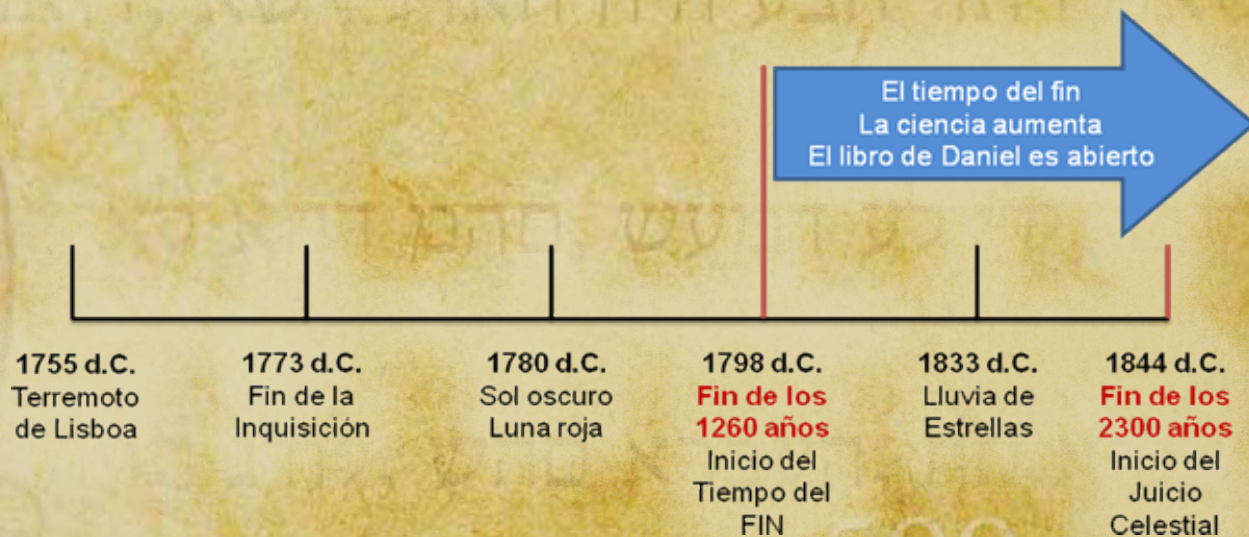 El tiempo del fin
La ciencia aumenta
El libro de Daniel es abierto
1755 d.C.
Terremoto
de Lisboa
1773 d.C.
Fin de la
Inquisición
1780 d.C.
Sol oscuro
Luna roja
1798 d.C.
Fin de los
1260 años
Inicio del
Tiempo del
FIN
1833 d.C.
Lluvia de
Estrellas
1844 d.C.
Fin de los
2300 años
Inicio del
Juicio
Celestial